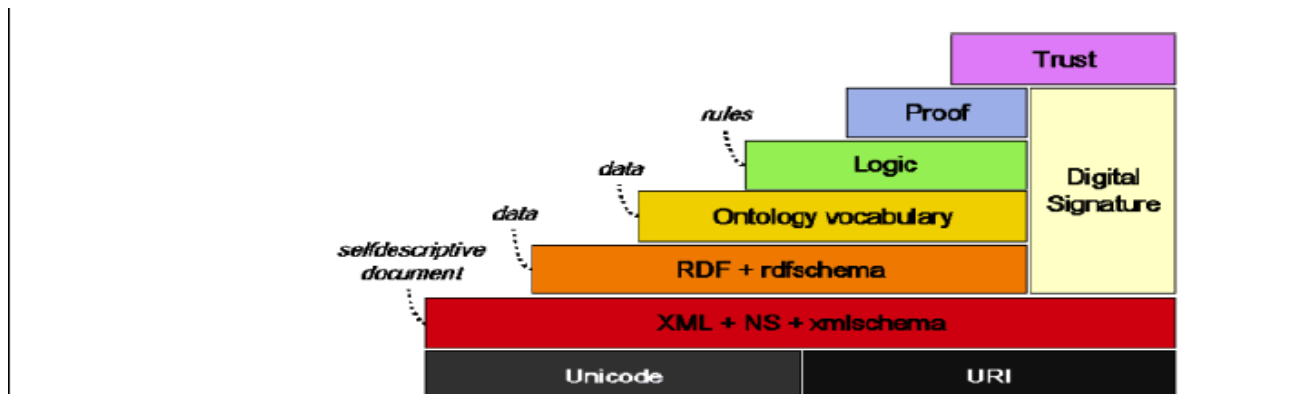 Trust
Proof
rules
Logic
data
Digital
Signature
Ontology vocabulary
data
RDF + rdfschema
selfdescriptive
document
XML + NS + xmlschema
Unicode
URI